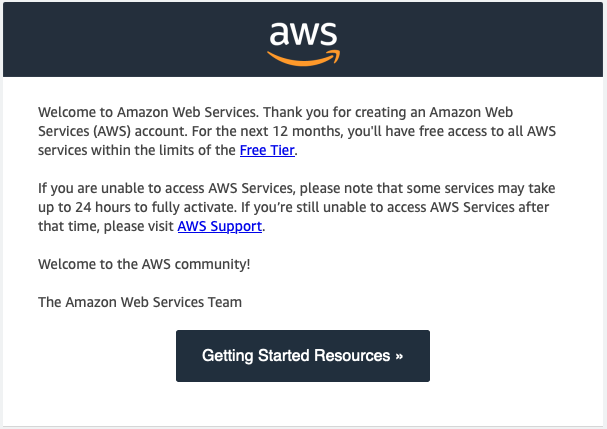 aws
Welcome to Amazon Web Services. Thank you for creating an Amazon Web
Services (AWS) account. For the next 12 months, you'll have free access to all AWS
services within the limits of the Free Tier.
If you are unable to access AWS Services, please note that some services may take
up to 24 hours to fully activate. If you’re still unable to access AWS Services after
that time, please visit AWS Support.
Welcome to the AWS community!
The Amazon Web Services Team
Getting Started Resources »